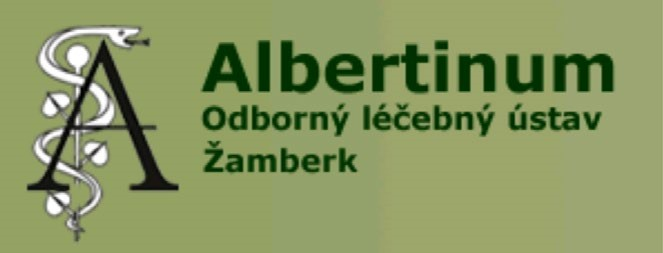 A
Albertinum
Odborný léčebný ústav
Žamberk